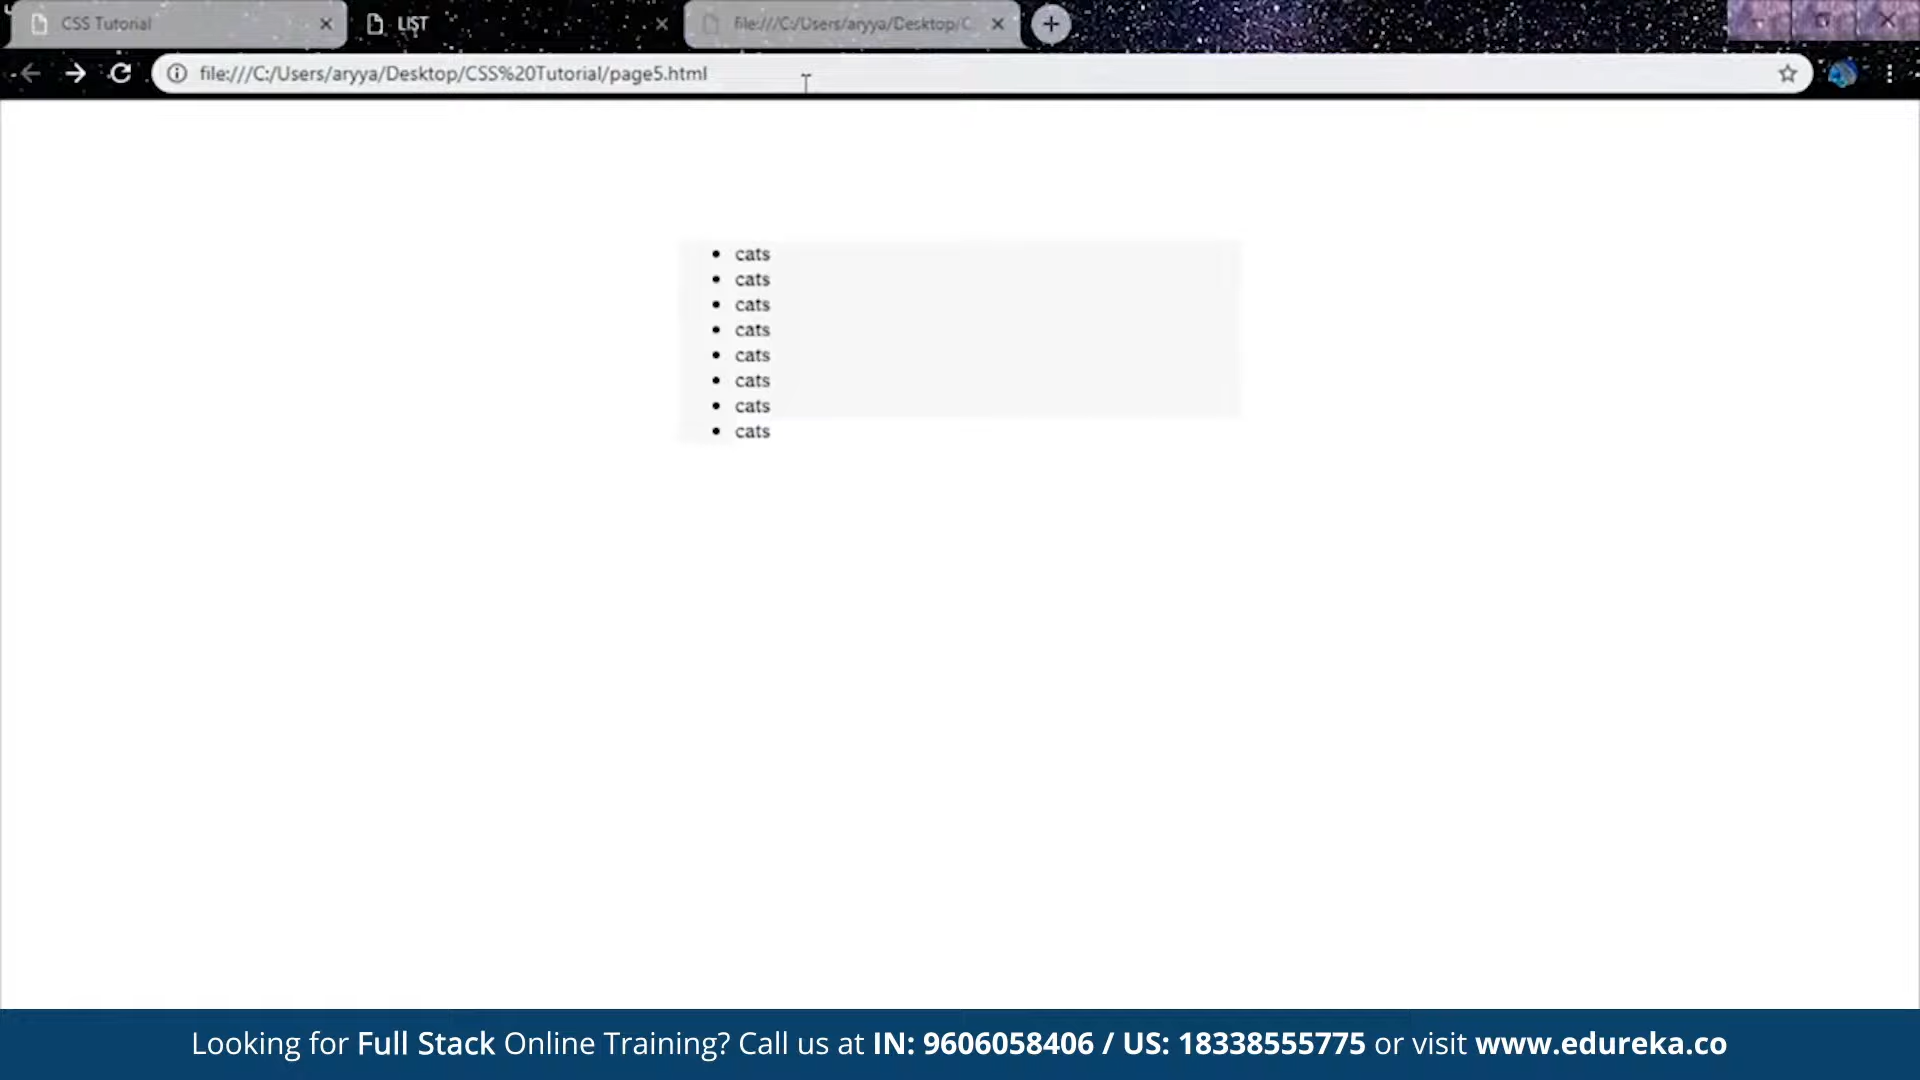 CSS Tutorial
LIST
file:///C:/Users/aryya/Desktop/C
file:///C:/Users/aryya/Desktop/CSS%20Tutorial/page5.html
cats
cats
cats
cats
cats
cats
cats
cats
Looking for Full Stack Online Training? Call us at IN: 9606058406 / US: 18338555775 or visit www.edureka.co